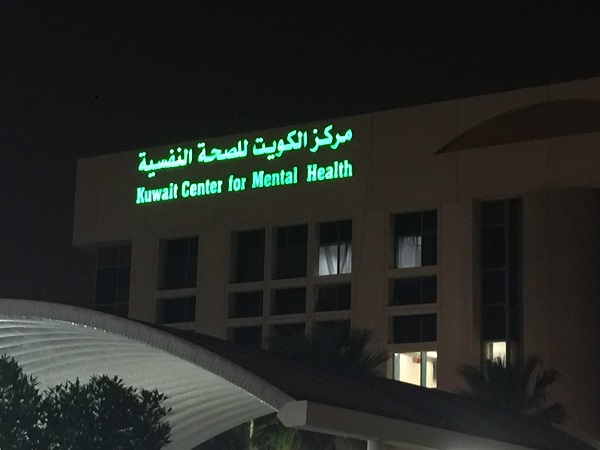 مركز الكويت للصحة النفسية
Kuwait Center for Mental Health